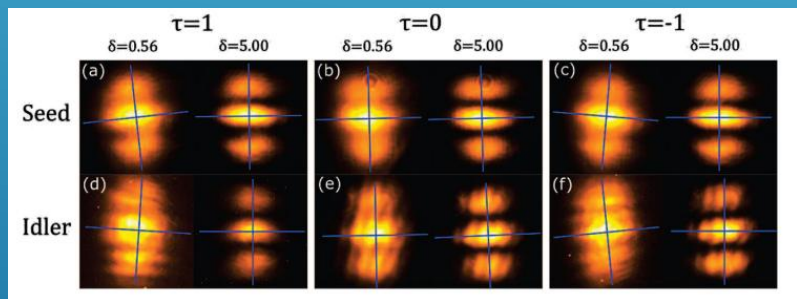 τ=1 τ=0 τ=-1
δ=0.56 δ=5.00 δ=0.56 δ=5.00 δ=0.56 δ=5.00
Seed (a) (b) (c)
Idler (d) (e) (f)